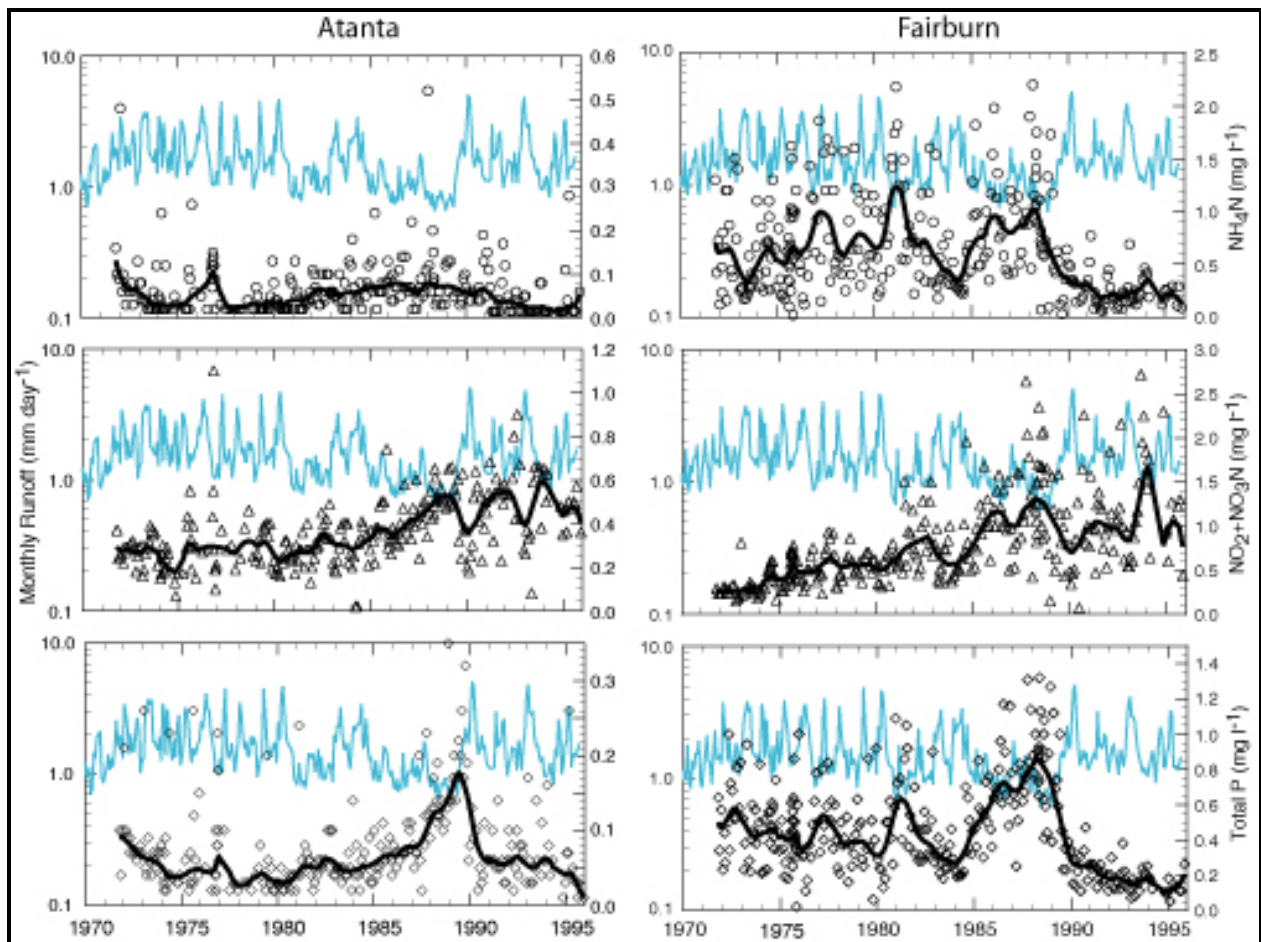 Atanta Fairburn
10.0 0.6 10.0 2.5
0.5 2.0
0.4
1.0 0.3 1.0 1.5
0.2 1.0
0.1 0.5
0.1 0.0 0.1 0.0
NH4N (mg l-1)
10.0 1.2 10.0 3.0
1.0 2.5
0.8 2.0
1.0 0.6 1.0 1.5
0.4 1.0
0.2 0.5
0.1 0.0 0.1 0.0
Monthly Runoff (mm day-1)
NO2+NO3N (mg l-1)
10.0 10.0
0.3 1.4
1.2
1.0
1.0 0.2 1.0 0.8
0.6
0.1 0.4
0.2
0.1 0.0 0.1 0.0
Total P (mg l-1)
1970 1975 1980 1985 1990 1995 1970 1975 1980 1985 1990 1995